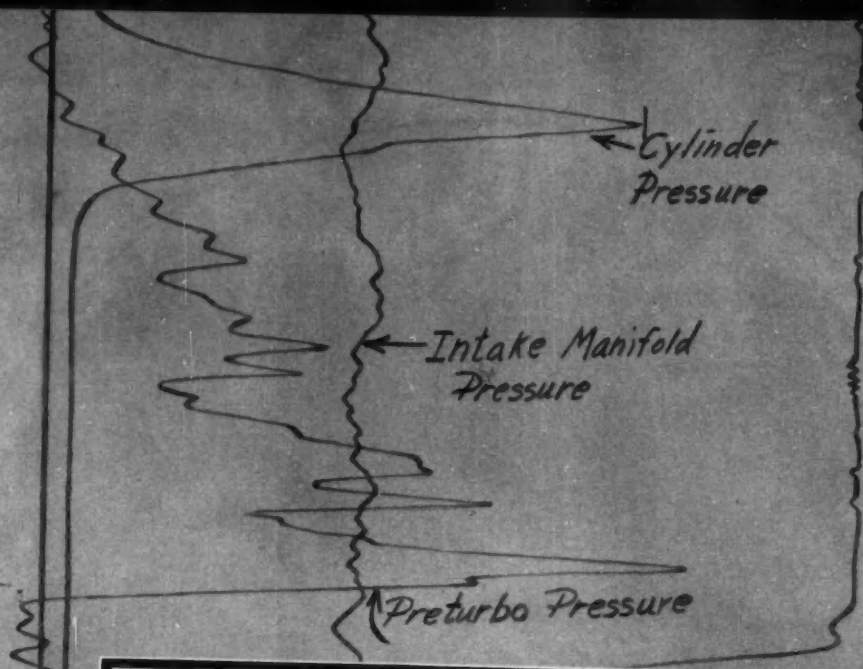 Cylinder
Pressure
Intake Manifold
Pressure
Preturbo Pressure